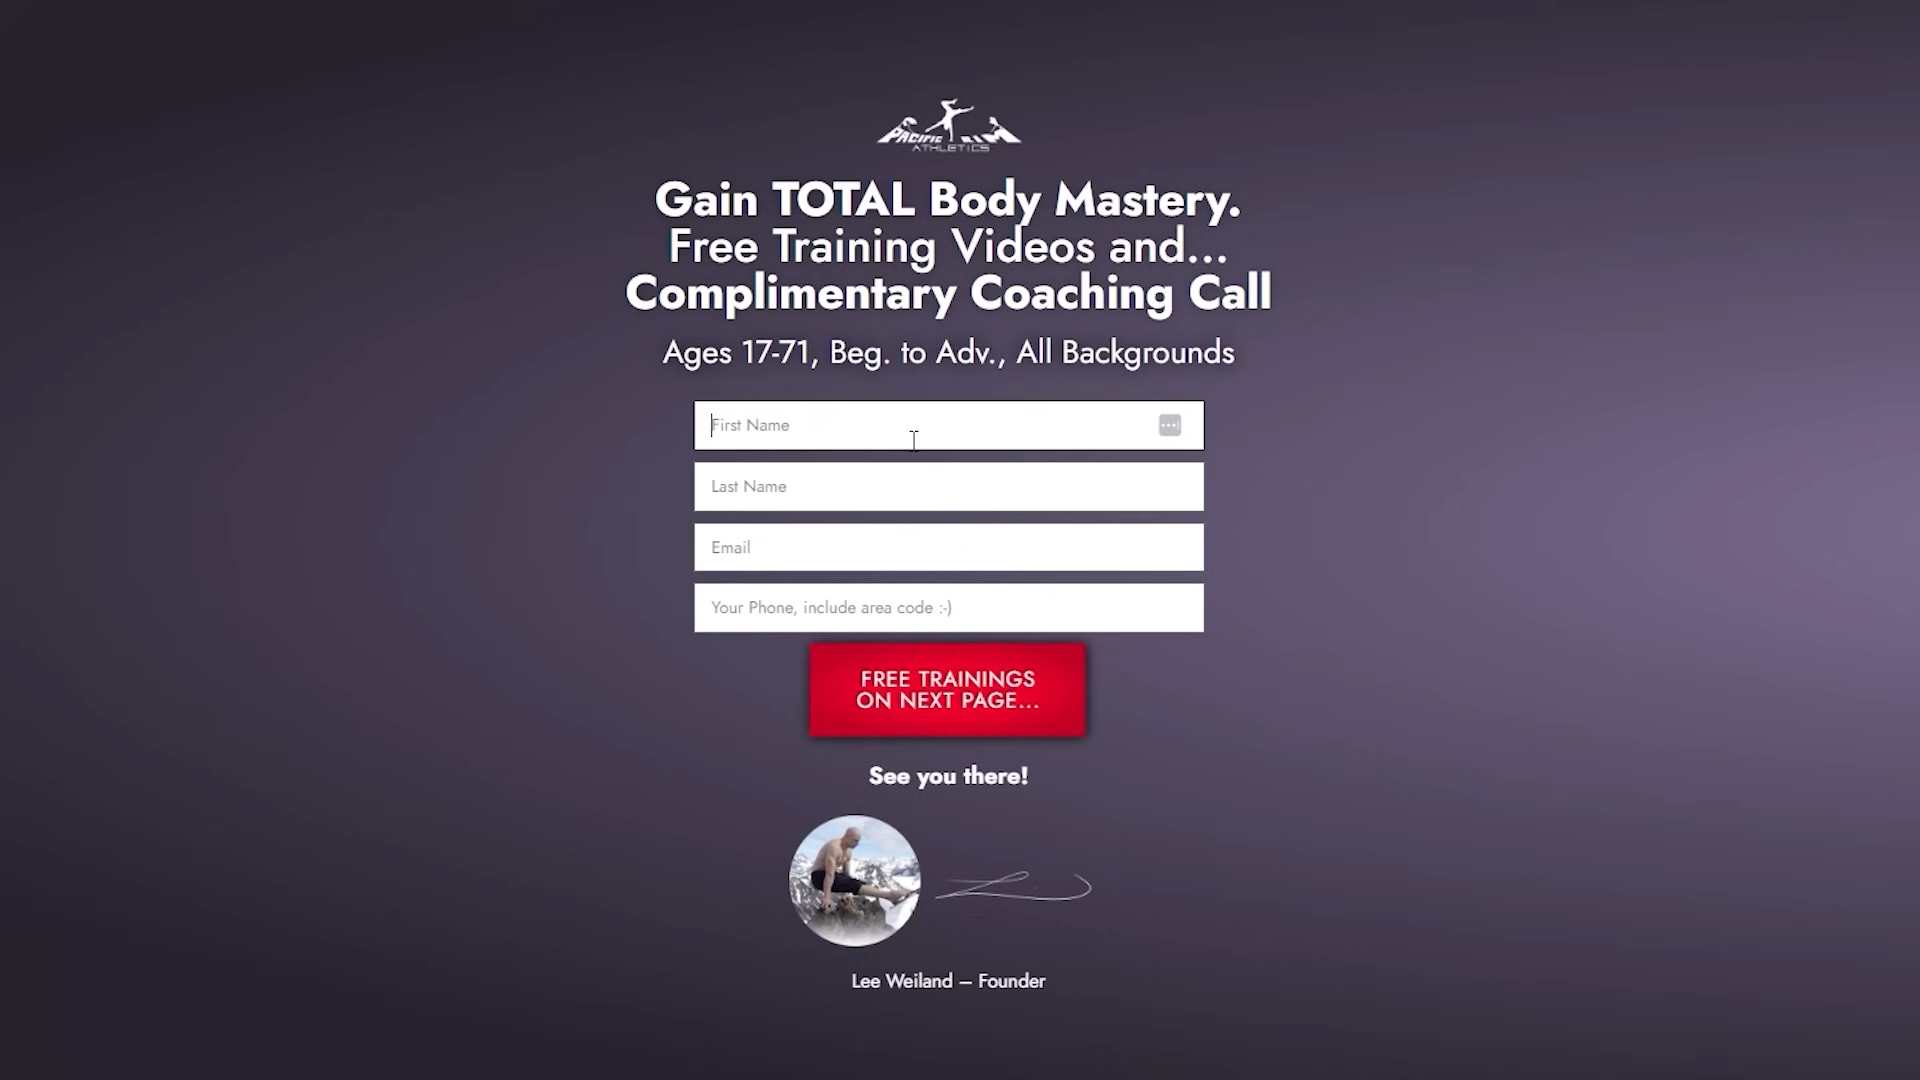 PACIFIC RIM
ATHLETICS
Gain TOTAL Body Mastery.
Free Training Videos and...
Complimentary Coaching Call
Ages 17-71, Beg. to Adv., All Backgrounds
First Name
Last Name
Email
Your Phone, include area code :-)
FREE TRAININGS
ON NEXT PAGE...
See you there!
Lee Weiland – Founder